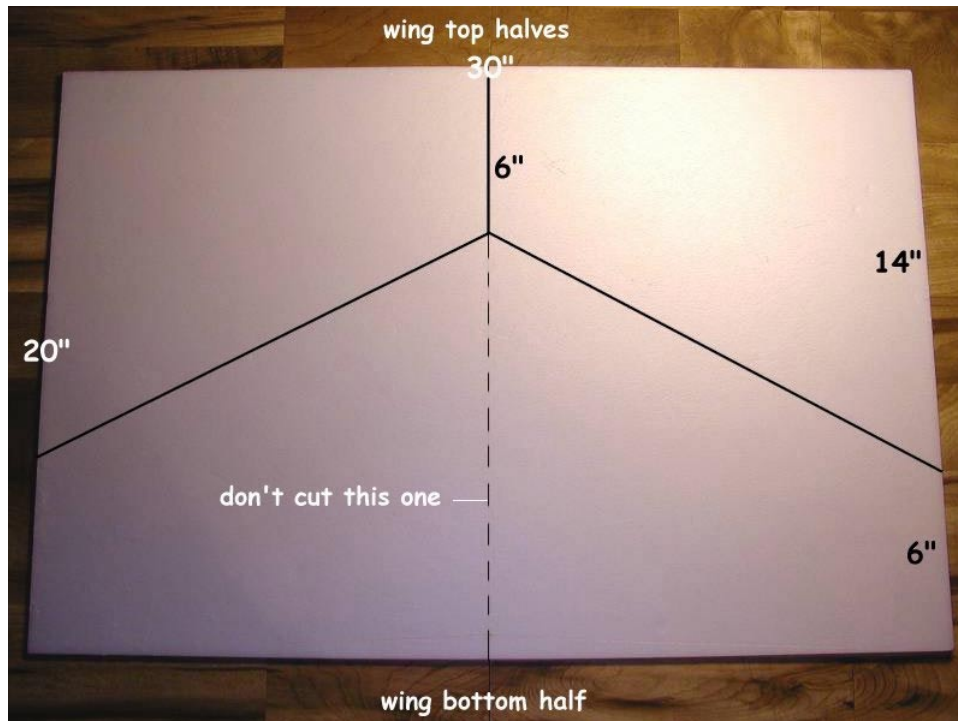 wing top halves
30"
6"
14"
20"
don't cut this one
6"
wing bottom half